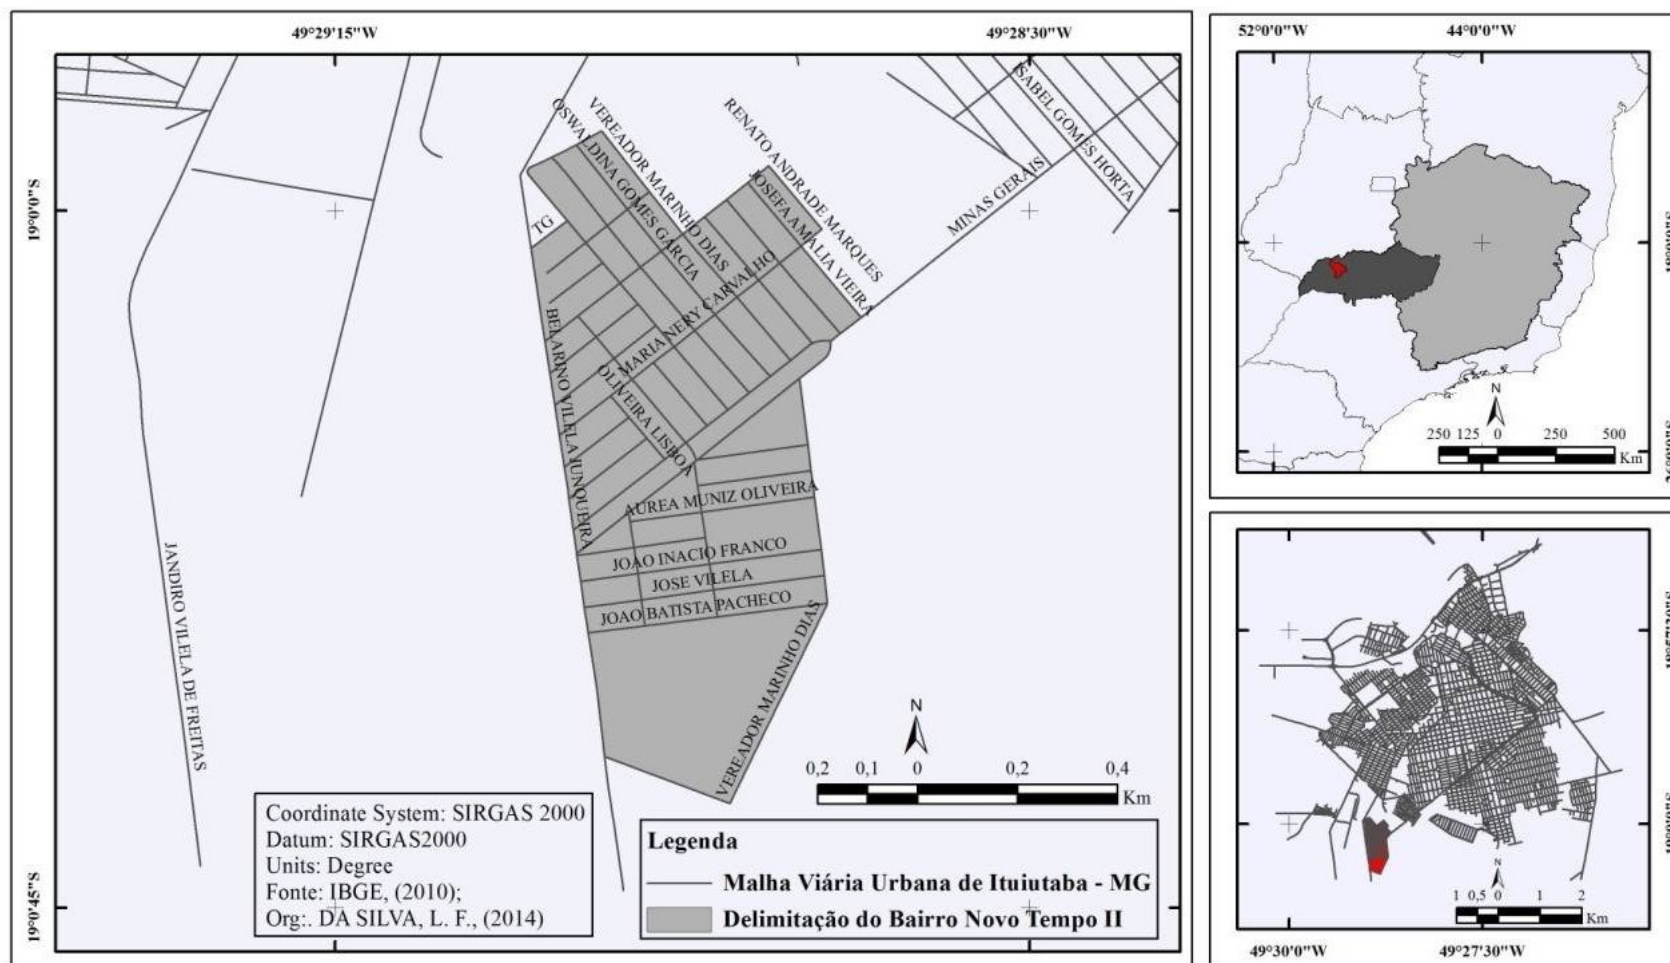 49°29'15"W
49°28'30"W
19°0'0"S
19°0'45"S
ISABEL GOMES HORTA
VEREADOR MARINHO DIAS
OSWALDINA GOMES GARCIA
RENATO ANDRADE MARQUES
JOSEFA AMALIA VIEIRA
MINAS GERAIS
TG
MARIA NERY CARVALHO
BELARINO VILELA JUNQUEIRA
OLIVEIRA LISBOA
AUREA MUNIZ OLIVEIRA
JOAO INACIO FRANCO
JOSE VILELA
JOAO BATISTA PACHECO
VEREADOR MARINHO DIAS
JANDIRO VILELA DE FREITAS
N
0,2 0,1 0 0,2 0,4
Km
Coordinate System: SIRGAS 2000
Datum: SIRGAS2000
Units: Degree
Fonte: IBGE, (2010);
Org:. DA SILVA, L. F., (2014)
Legenda
Malha Viária Urbana de Ituiutaba - MG
Delimitação do Bairro Novo Tempo II
52°0'0"W
44°0'0"W
N
250 125 0 250 500
Km
N
1 0,5 0 1 2
Km
49°30'0"W
49°27'30"W